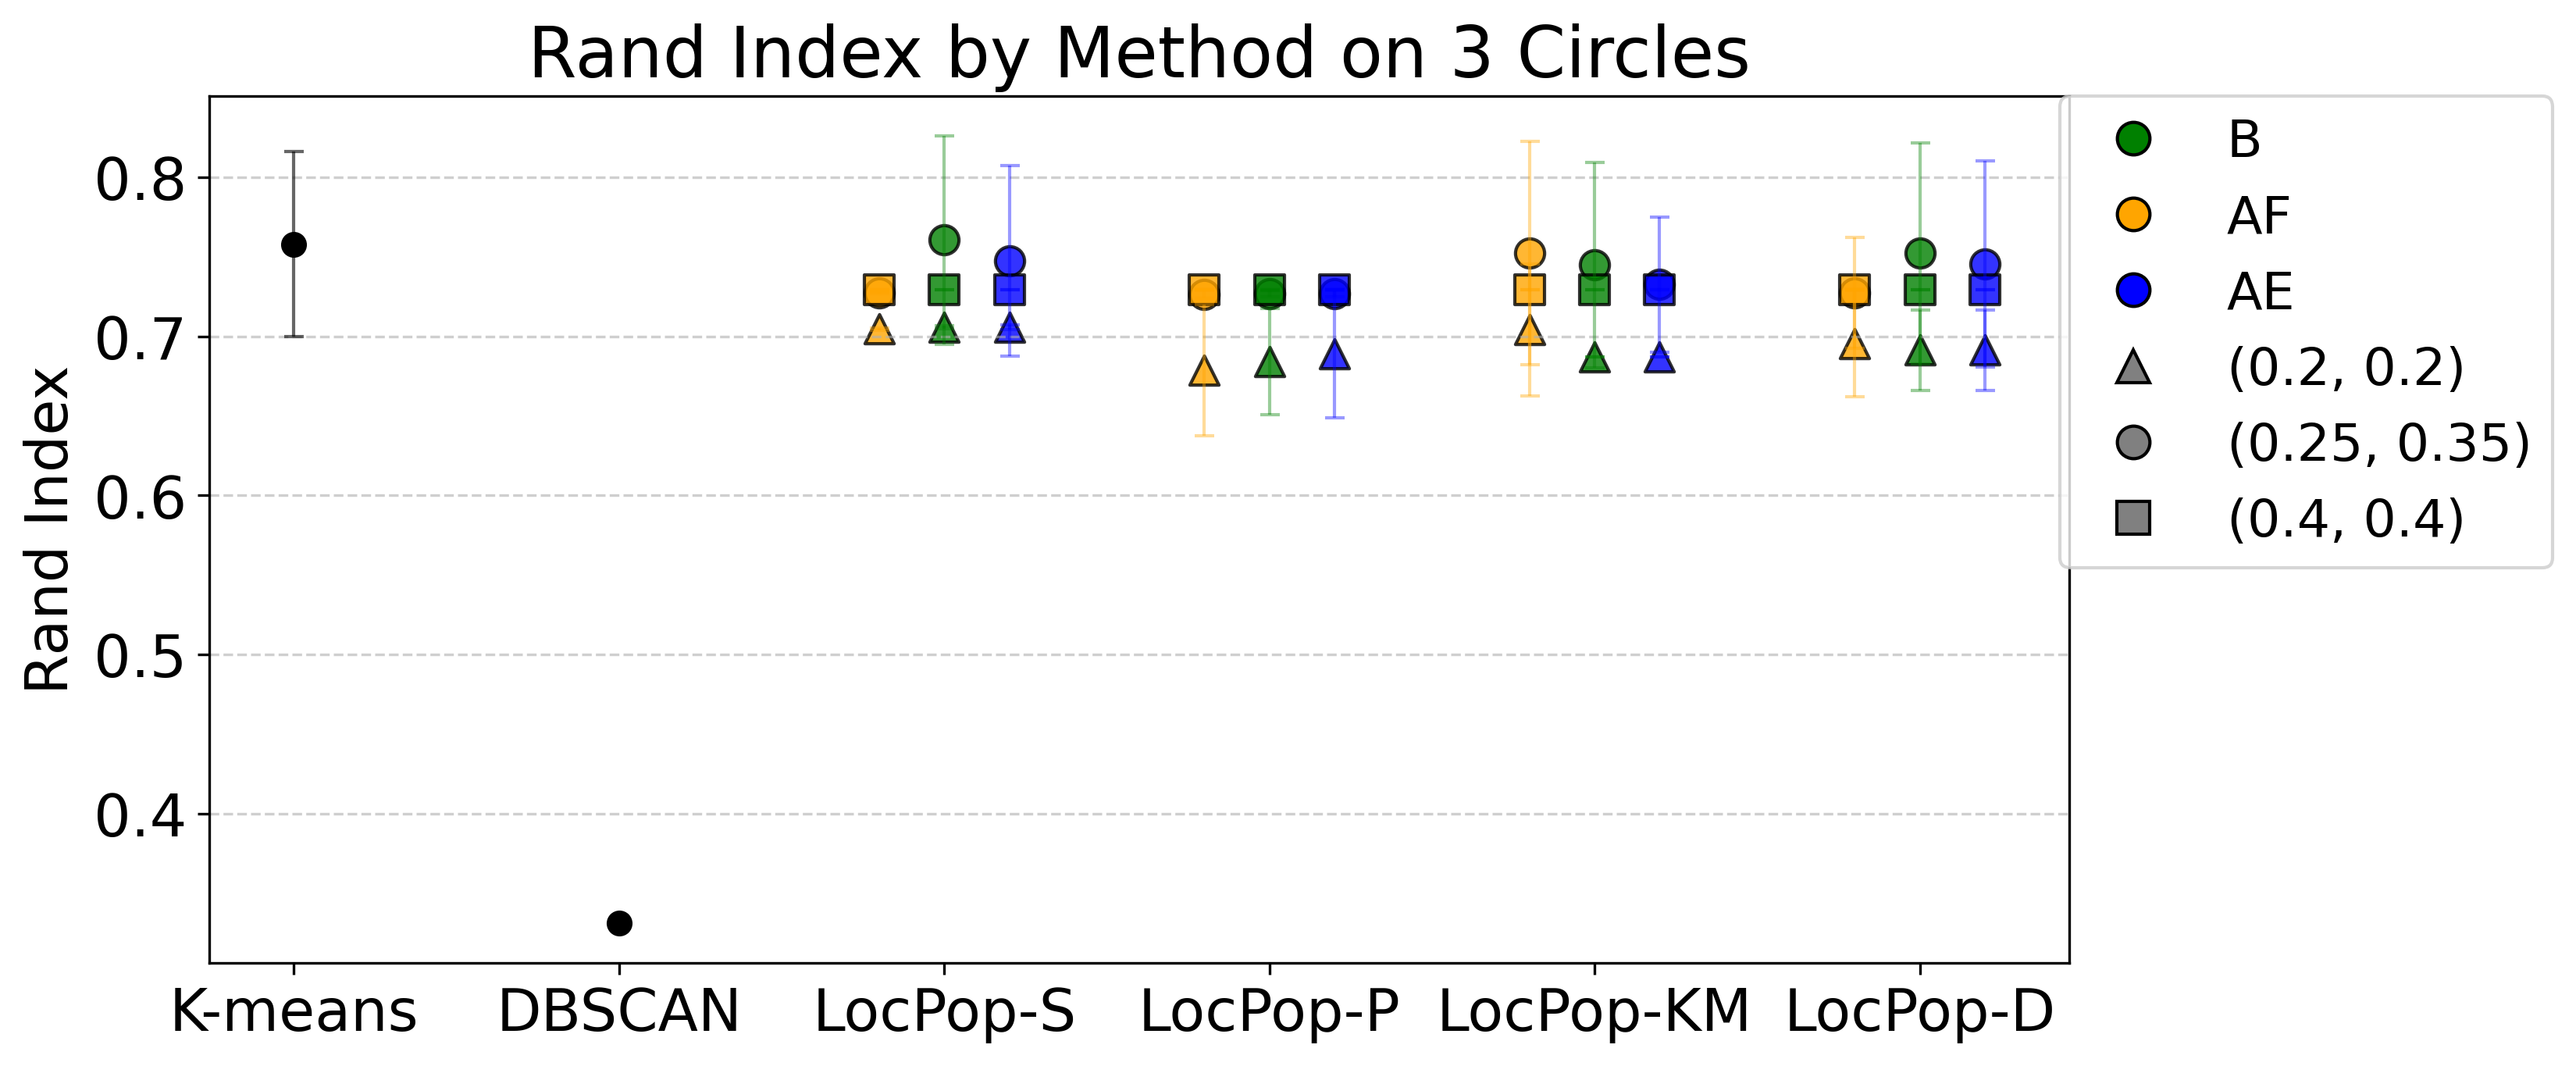 Rand Index by Method on 3 Circles
Rand Index
0.8
0.7
0.6
0.5
0.4
K-means
DBSCAN
LocPop-S
LocPop-P
LocPop-KM
LocPop-D
B
AF
AE
(0.2, 0.2)
(0.25, 0.35)
(0.4, 0.4)